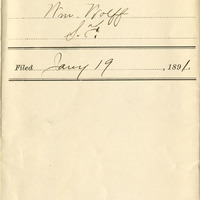 Wm. Wolff
S. F.
Filed Jany 19 , 1891.